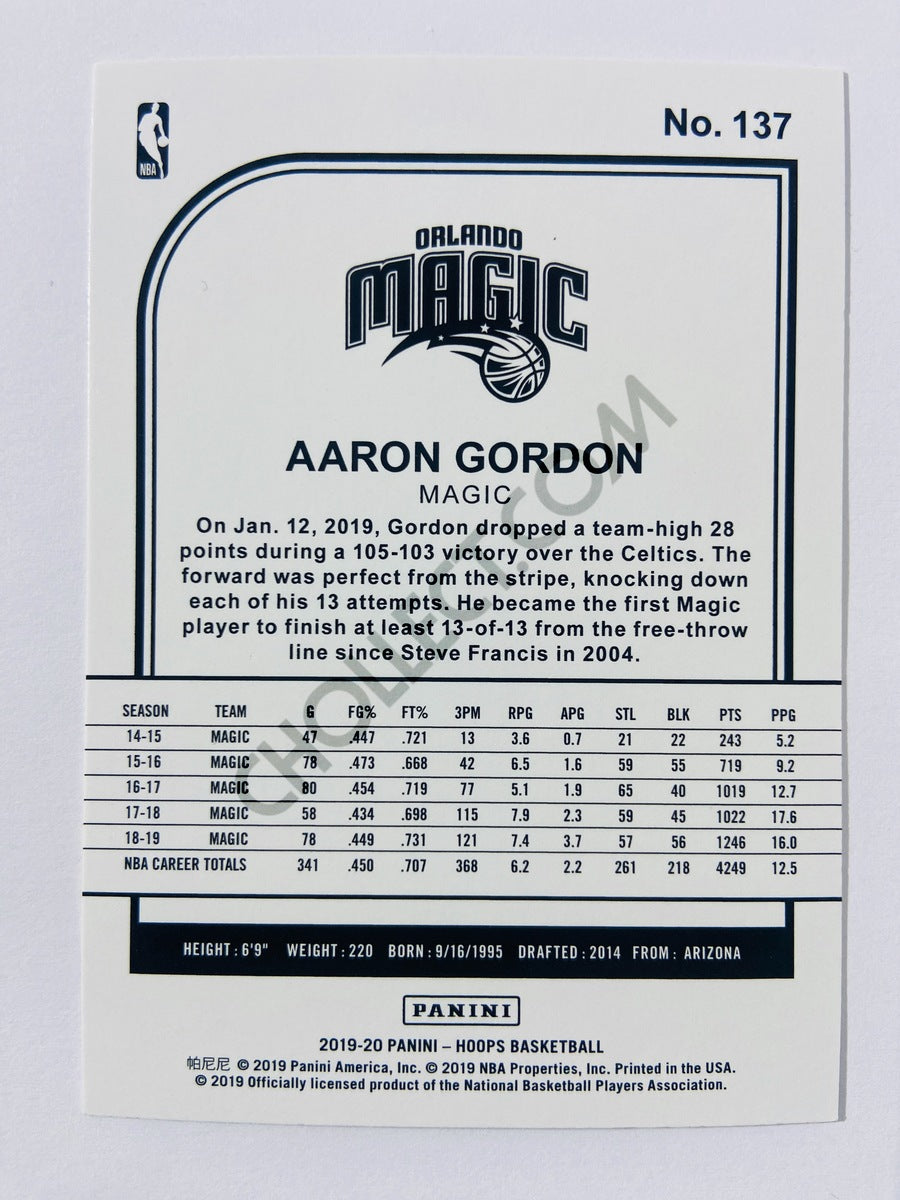 No. 137
NBA
ORLANDO
MAGIC
AARON GORDON
MAGIC
On Jan. 12, 2019, Gordon dropped a team-high 28
points during a 105-103 victory over the Celtics. The
forward was perfect from the stripe, knocking down
each of his 13 attempts. He became the first Magic
player to finish at least 13-of-13 from the free-throw
line since Steve Francis in 2004.
SEASON TEAM G FG% FT% 3PM RPG APG STL BLK PTS PPG
14-15 MAGIC 47 .447 .721 13 3.6 0.7 21 22 243 5.2
15-16 MAGIC 78 .473 .668 42 6.5 1.6 59 55 719 9.2
16-17 MAGIC 80 .454 .719 77 5.1 1.9 65 40 1019 12.7
17-18 MAGIC 58 .434 .698 115 7.9 2.3 59 45 1022 17.6
18-19 MAGIC 78 .449 .731 121 7.4 3.7 57 56 1246 16.0
NBA CAREER TOTALS 341 .450 .707 368 6.2 2.2 261 218 4249 12.5
HEIGHT : 6'9" WEIGHT : 220 BORN : 9/16/1995 DRAFTED : 2014 FROM : ARIZONA
PANINI
2019-20 PANINI – HOOPS BASKETBALL
帕尼尼 © 2019 Panini America, Inc. © 2019 NBA Properties, Inc. Printed in the USA.
© 2019 Officially licensed product of the National Basketball Players Association.
CHOLLECT.COM